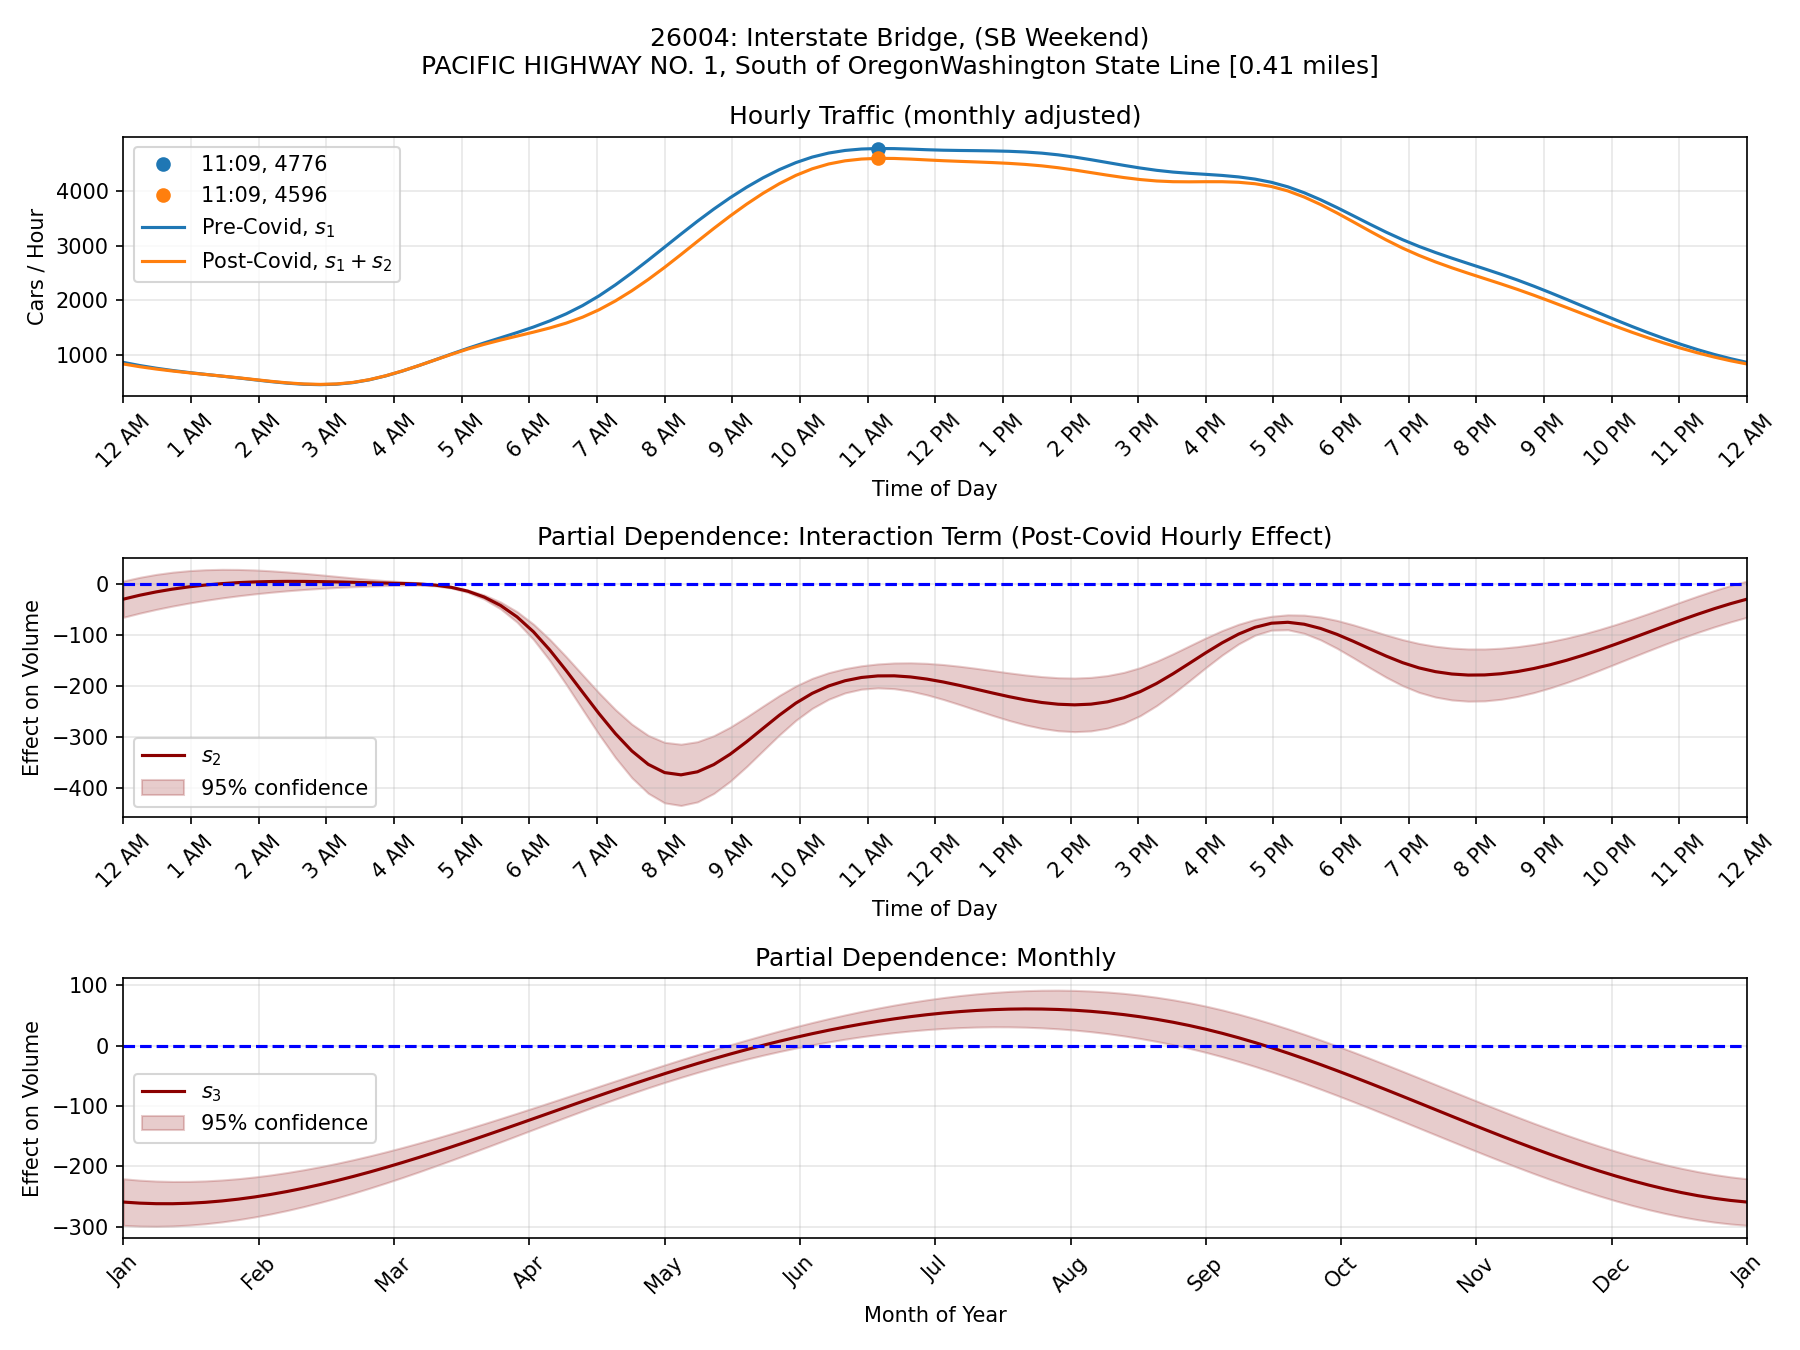 26004: Interstate Bridge, (SB Weekend)
PACIFIC HIGHWAY NO. 1, South of OregonWashington State Line [0.41 miles]
Hourly Traffic (monthly adjusted)
Cars / Hour
4000
3000
2000
1000
11:09, 4776
11:09, 4596
Pre-Covid, s₁
Post-Covid, s₁ + s₂
12 AM 1 AM 2 AM 3 AM 4 AM 5 AM 6 AM 7 AM 8 AM 9 AM 10 AM 11 AM 12 PM 1 PM 2 PM 3 PM 4 PM 5 PM 6 PM 7 PM 8 PM 9 PM 10 PM 11 PM 12 AM
Time of Day
Partial Dependence: Interaction Term (Post-Covid Hourly Effect)
Effect on Volume
0
−100
−200
−300
−400
s₂
95% confidence
12 AM 1 AM 2 AM 3 AM 4 AM 5 AM 6 AM 7 AM 8 AM 9 AM 10 AM 11 AM 12 PM 1 PM 2 PM 3 PM 4 PM 5 PM 6 PM 7 PM 8 PM 9 PM 10 PM 11 PM 12 AM
Time of Day
Partial Dependence: Monthly
Effect on Volume
100
0
−100
−200
−300
s₃
95% confidence
Jan Feb Mar Apr May Jun Jul Aug Sep Oct Nov Dec Jan
Month of Year